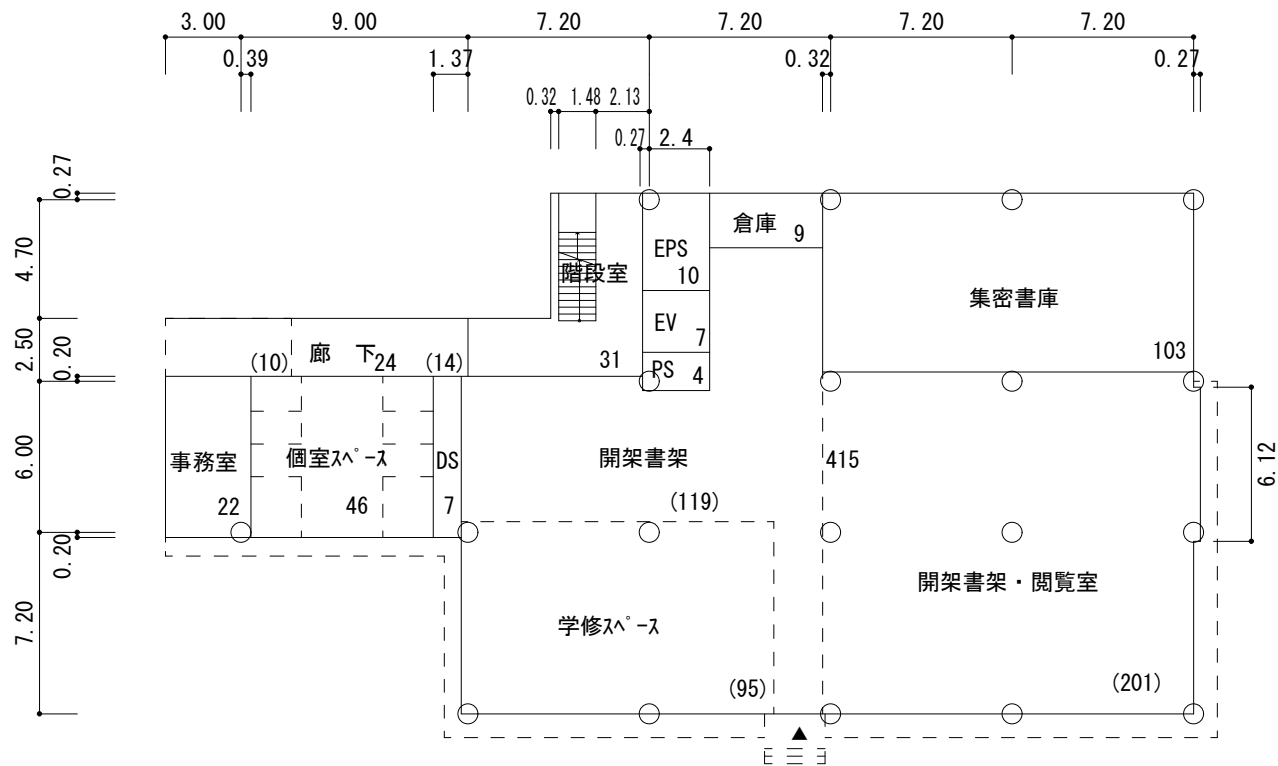 3.00 9.00 7.20 7.20 7.20 7.20
0.39 1.37 0.32 0.27
0.32 1.48 2.13
0.27 2.4
0.27
4.70
2.50
0.20
6.00
0.20
7.20
6.12
倉庫 9
EPS
10
階段室
集密書庫
EV
7
(10) 廊 下 24 (14) 31
PS 4
103
事務室
22
個室スペース
46
DS
7
開架書架
415
(119)
学修スペース
開架書架・閲覧室
(95)
(201)
▲